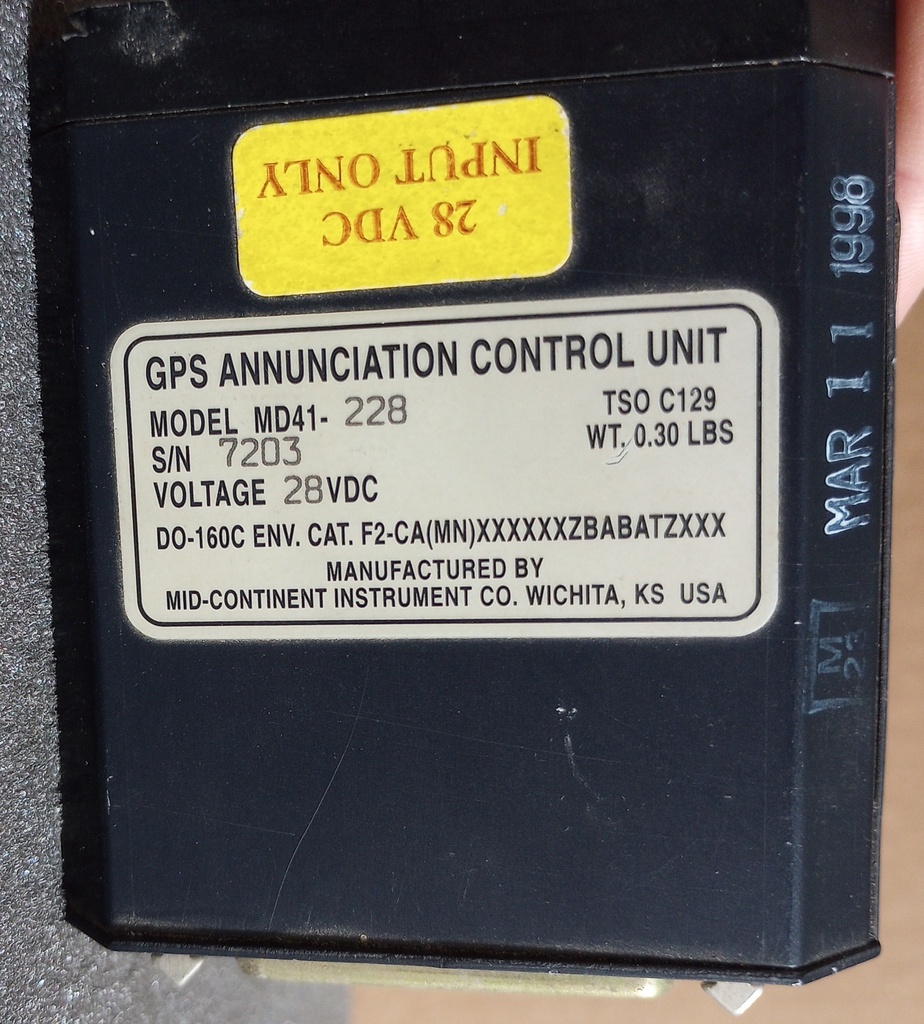 28 VDC
INPUT ONLY
GPS ANNUNCIATION CONTROL UNIT
MODEL MD41- 228
TSO C129
S/N 7203
WT. 0.30 LBS
VOLTAGE 28VDC
DO-160C ENV. CAT. F2-CA(MN)XXXXXXZBABATZXXX
MANUFACTURED BY
MID-CONTINENT INSTRUMENT CO. WICHITA, KS USA
MAR 11 1998
M
23